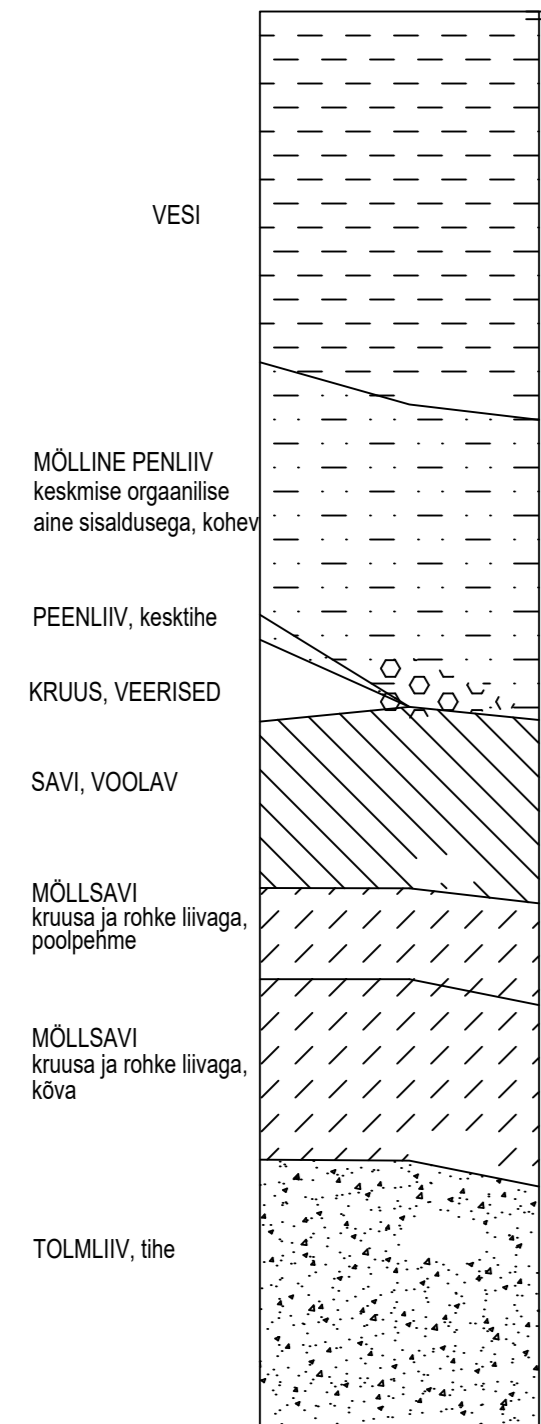 VESI
MÖLLINE PENLIIV
keskmise orgaanilise
aine sisaldusega, kohev
PEENLIIV, kesktihe
KRUUS, VEERISED
SAVI, VOOLAV
MÖLLSAVI
kruusa ja rohke liivaga,
poolpehme
MÖLLSAVI
kruusa ja rohke liivaga,
kõva
TOLMLIIV, tihe